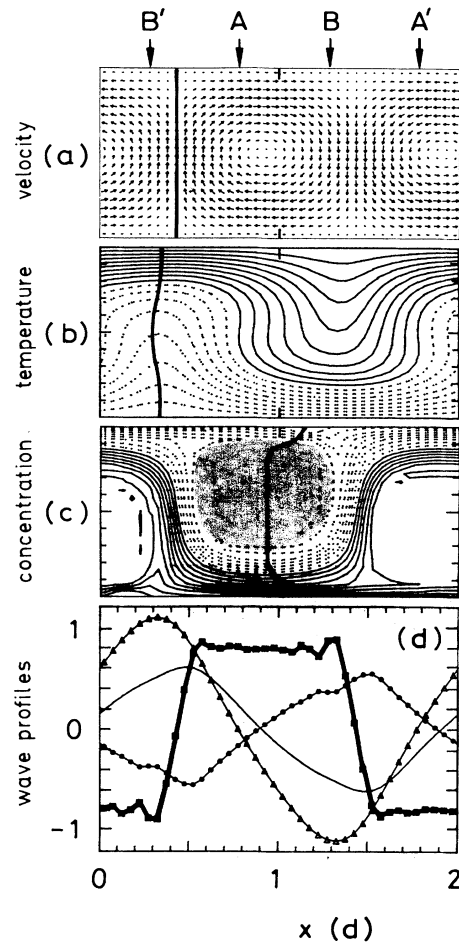 B′ A B A′
velocity (a)
temperature (b)
concentration (c)
wave profiles
(d)
1
0
-1
0 1 2
x (d)